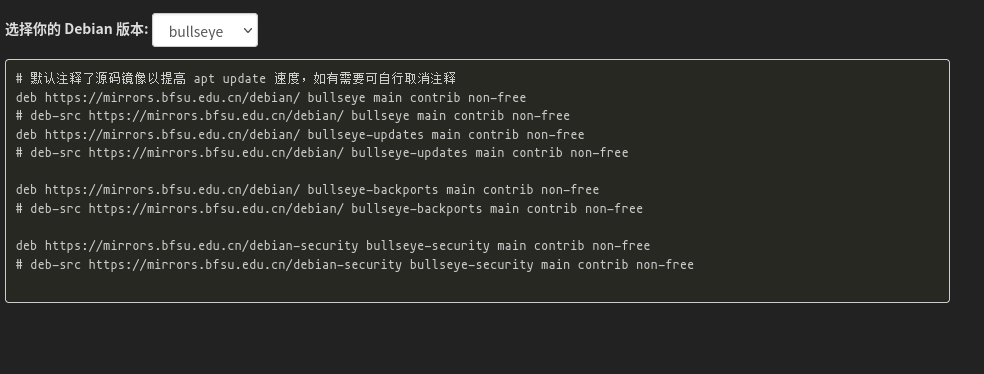 选择你的 Debian 版本: bullseye
# 默认注释了源码镜像以提高 apt update 速度，如有需要可自行取消注释
deb https://mirrors.bfsu.edu.cn/debian/ bullseye main contrib non-free
# deb-src https://mirrors.bfsu.edu.cn/debian/ bullseye main contrib non-free
deb https://mirrors.bfsu.edu.cn/debian/ bullseye-updates main contrib non-free
# deb-src https://mirrors.bfsu.edu.cn/debian/ bullseye-updates main contrib non-free

deb https://mirrors.bfsu.edu.cn/debian/ bullseye-backports main contrib non-free
# deb-src https://mirrors.bfsu.edu.cn/debian/ bullseye-backports main contrib non-free

deb https://mirrors.bfsu.edu.cn/debian-security bullseye-security main contrib non-free
# deb-src https://mirrors.bfsu.edu.cn/debian-security bullseye-security main contrib non-free